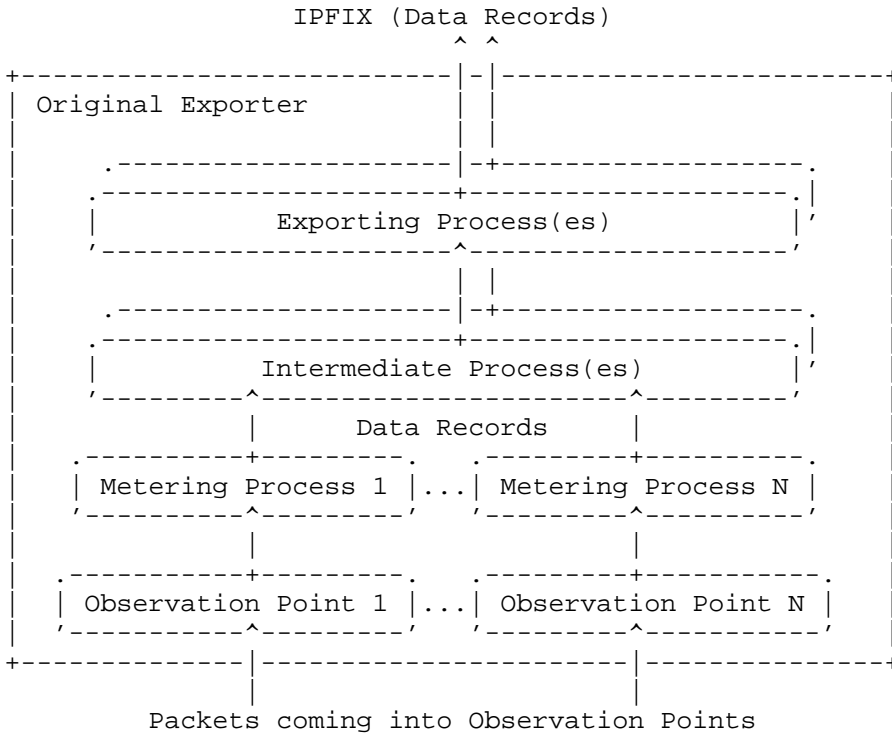 IPFIX (Data Records)
Original Exporter
Exporting Process(es)
Intermediate Process(es)
Data Records
Metering Process 1 |...| Metering Process N
Observation Point 1 |...| Observation Point N
Packets coming into Observation Points